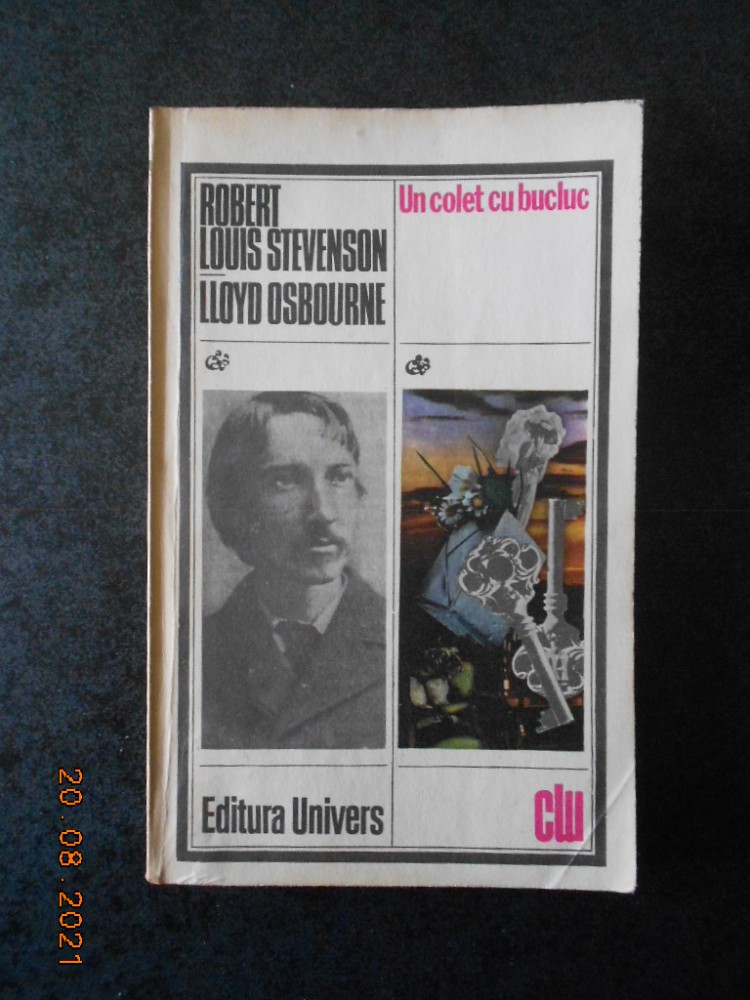 ROBERT
LOUIS STEVENSON
LLOYD OSBOURNE
Un colet cu bucluc
Editura Univers
clu
20.08.2021